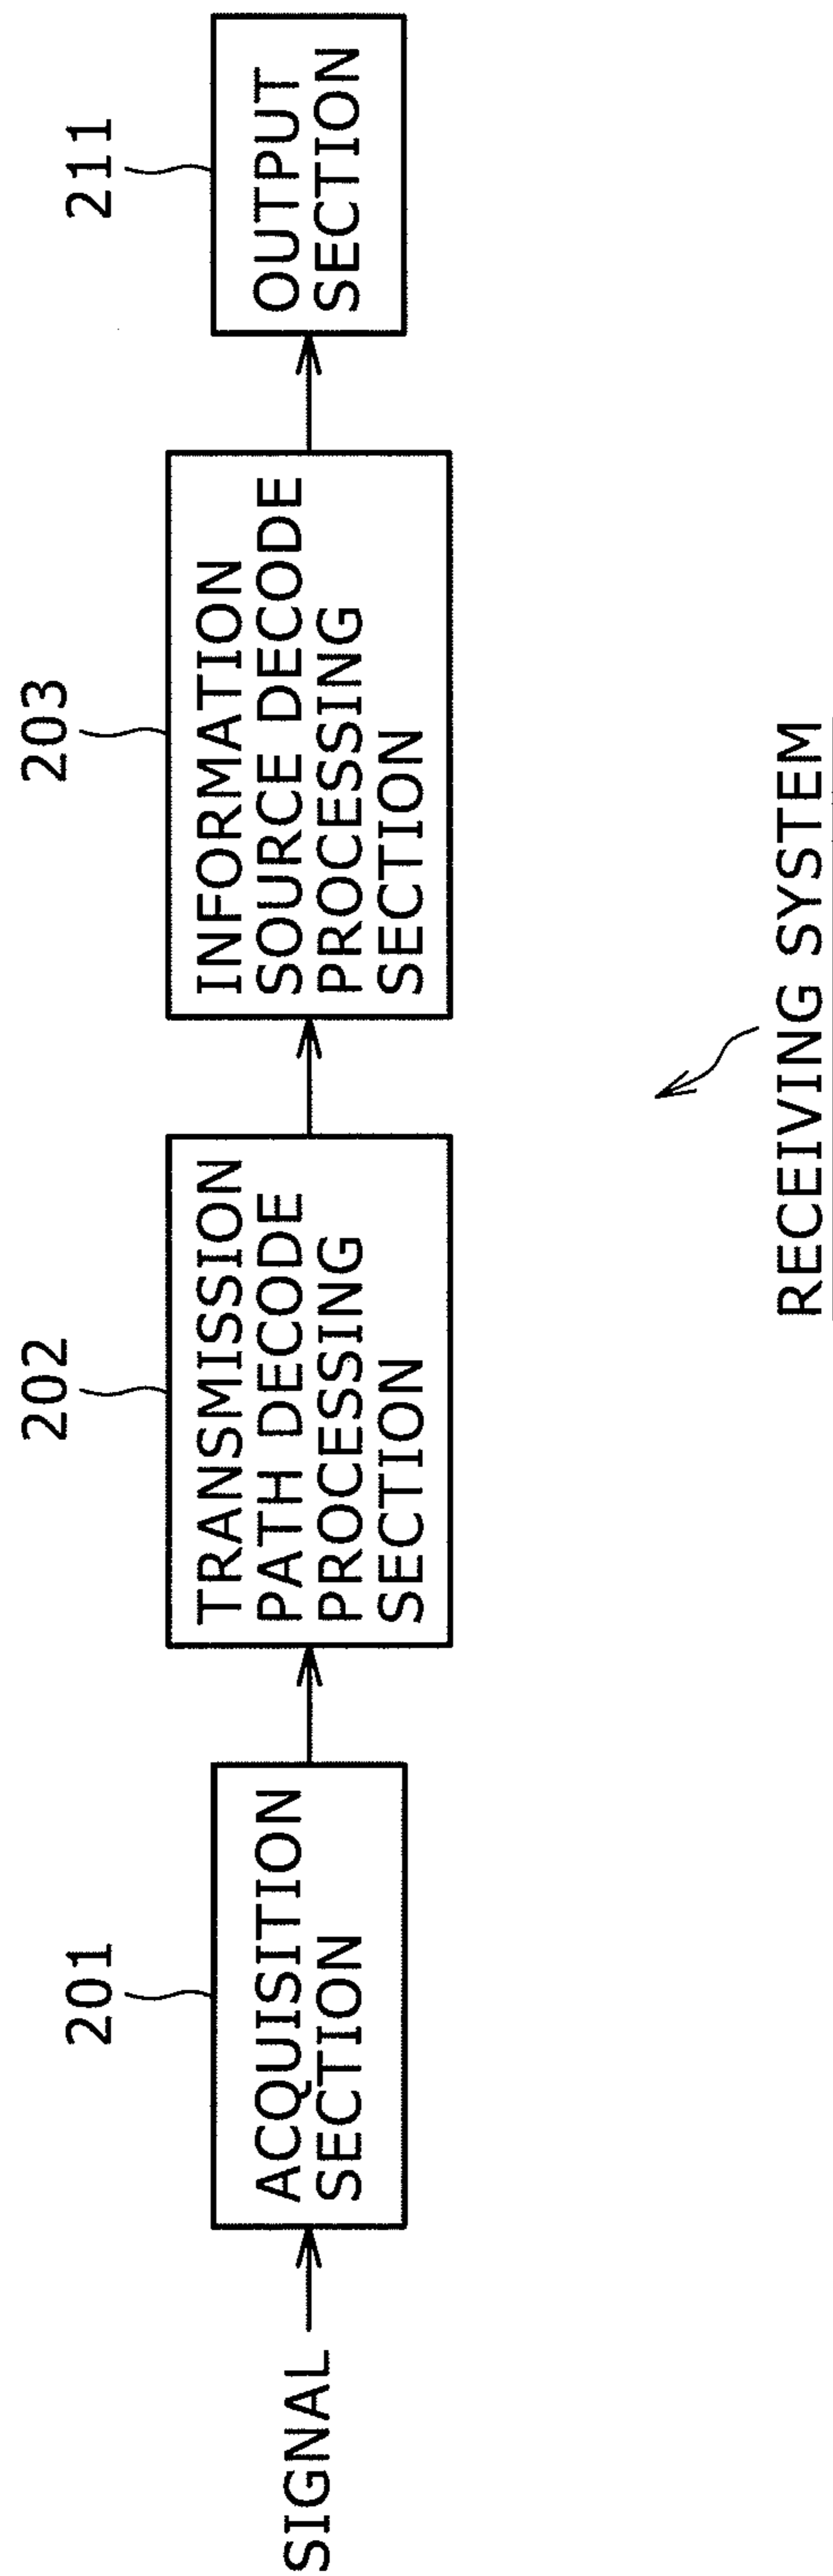 201
202
203
211
SIGNAL
ACQUISITION
SECTION
TRANSMISSION
PATH DECODE
PROCESSING
SECTION
INFORMATION
SOURCE DECODE
PROCESSING
SECTION
OUTPUT
SECTION
RECEIVING SYSTEM